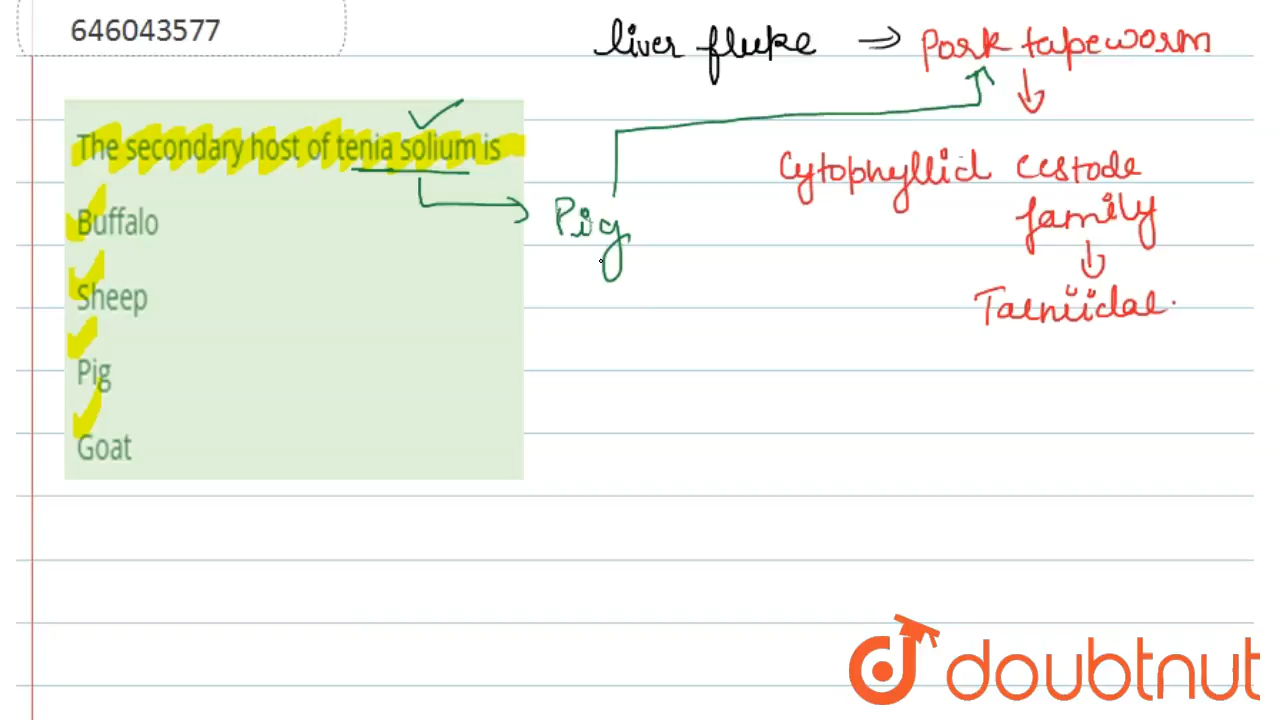 646043577
liver fluke ⇒ Pork tapeworm
The secondary host of tenia solium is
Cytophyllid cestode
family
Buffalo
Pig
Taeniidae.
Sheep
Pig
Goat
doubtnut